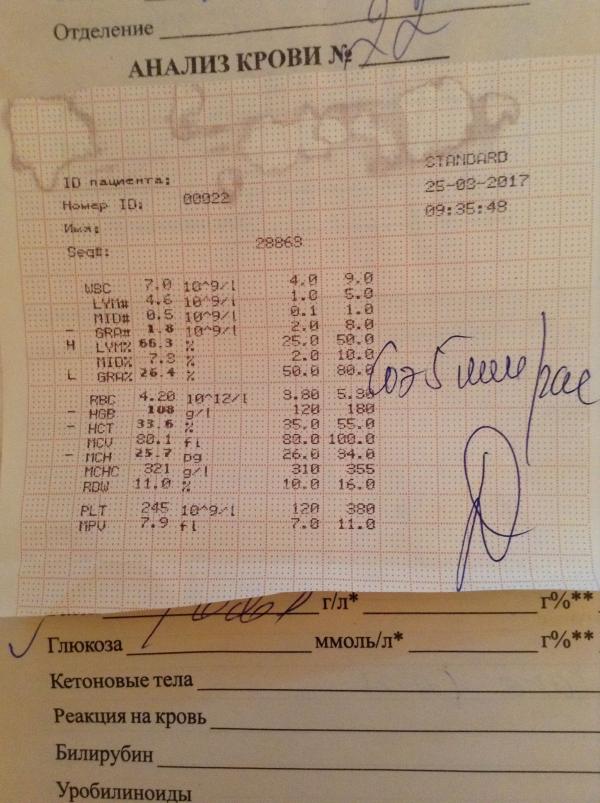 Отделение
АНАЛИЗ КРОВИ № 22
STANDARD
ID пациента: 25-03-2017
Номер ID: 00022 09:35:48
Имя:
Seq#: 28863
WBC 7.0 10^9/l 4.0 9.0
LYM# 4.6 10^9/l 1.0 5.0
MID# 0.5 10^9/l 0.1 1.0
- GRA# 1.8 10^9/l 2.0 8.0
H LYM% 66.3 % 25.0 50.0
MID% 7.3 % 2.0 10.0
L GRA% 26.4 % 50.0 80.0
Соэ 5 мм/час
RBC 4.20 10^12/l 3.80 5.30
- HGB 108 g/l 120 180
- HCT 33.6 % 35.0 55.0
MCV 80.1 fl 80.0 100.0
- MCH 25.7 pg 26.0 34.0
MCHC 321 g/l 310 355
RDW 11.0 % 10.0 16.0
PLT 245 10^9/l 120 380
MPV 7.9 fl 7.0 11.0
г/л* г%**
Глюкоза ммоль/л* г%**
Кетоновые тела
Реакция на кровь
Билирубин
Уробилиноиды